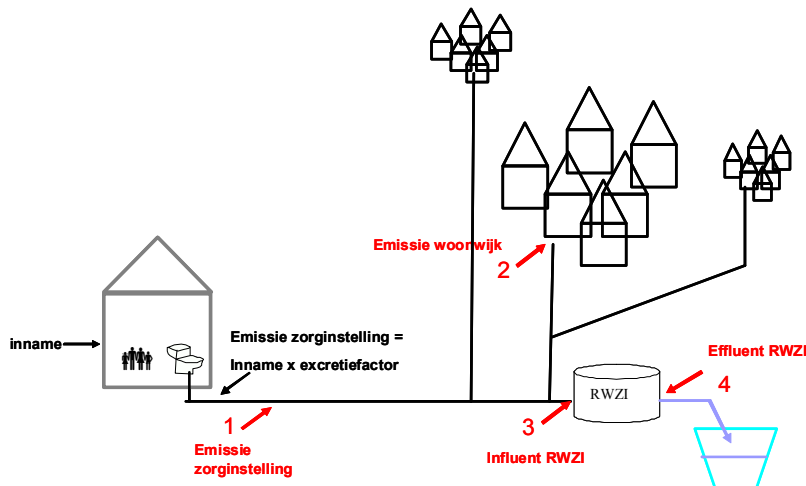 Emissie woonwijk
2
inname
Emissie zorginstelling =
Inname x excretiefactor
1
Emissie
zorginstelling
RWZI
3
Influent RWZI
Effluent RWZI
4